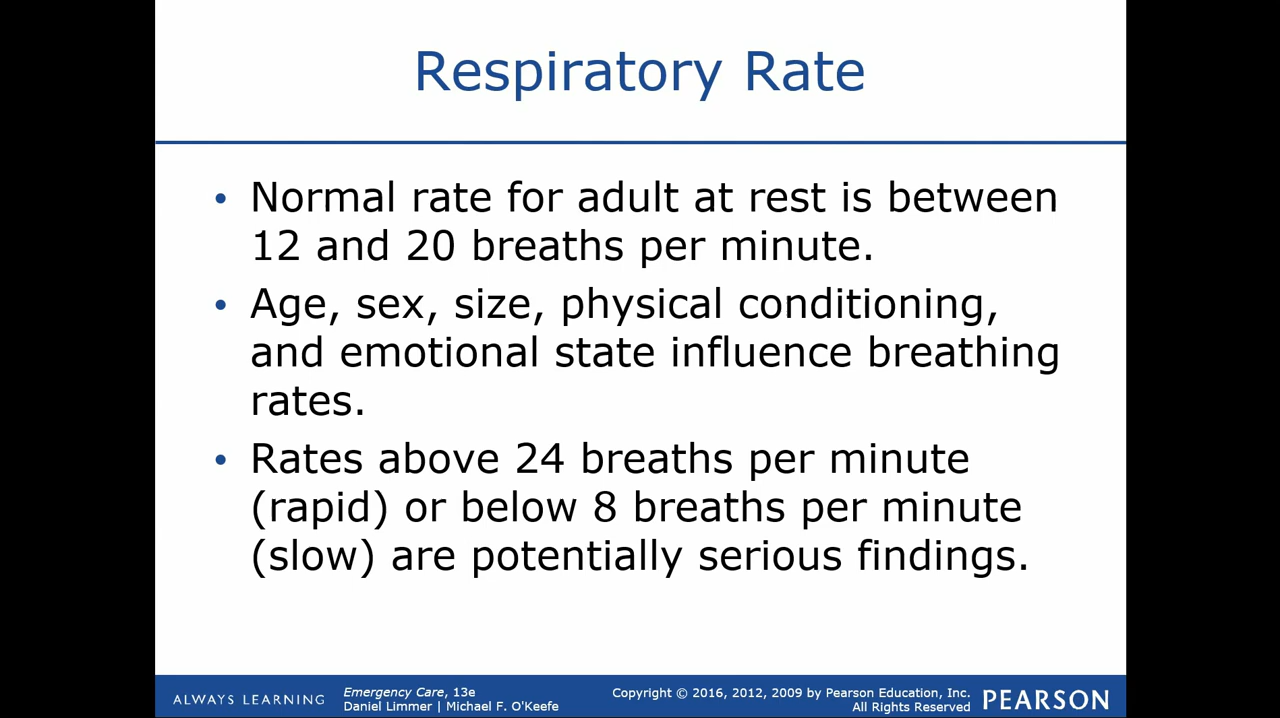 Respiratory Rate
• Normal rate for adult at rest is between
12 and 20 breaths per minute.
• Age, sex, size, physical conditioning,
and emotional state influence breathing
rates.
• Rates above 24 breaths per minute
(rapid) or below 8 breaths per minute
(slow) are potentially serious findings.
ALWAYS LEARNING
Emergency Care, 13e
Daniel Limmer | Michael F. O'Keefe
Copyright © 2016, 2012, 2009 by Pearson Education, Inc.
All Rights Reserved
PEARSON